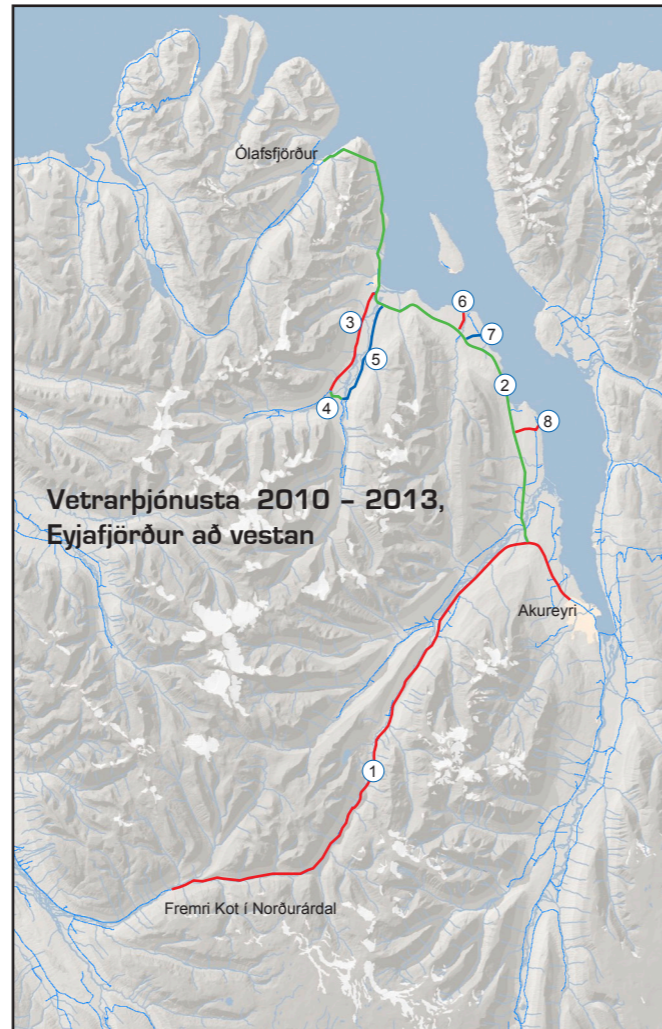 Ólafsfjörður
6
3
7
5
2
4
8
Vetrarþjónusta 2010 – 2013,
Eyjafjörður að vestan
Akureyri
1
Fremri Kot í Norðurárdal